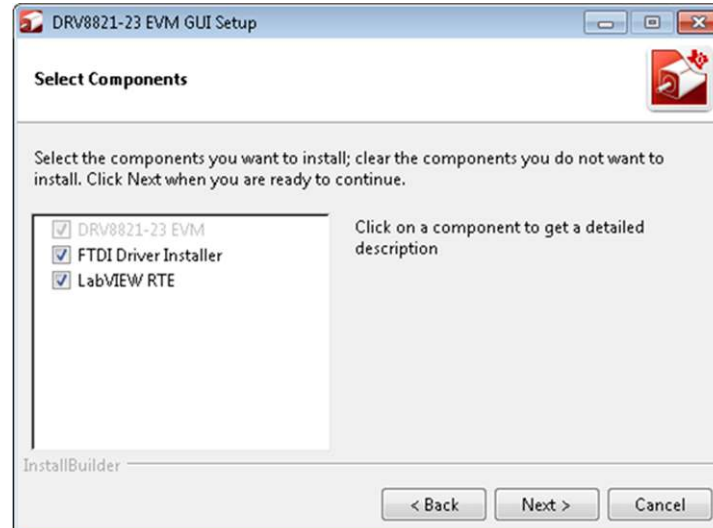 DRV8821-23 EVM GUI Setup
Select Components
Select the components you want to install; clear the components you do not want to
install. Click Next when you are ready to continue.
DRV8821-23 EVM
FTDI Driver Installer
LabVIEW RTE
Click on a component to get a detailed
description
InstallBuilder
< Back
Next >
Cancel